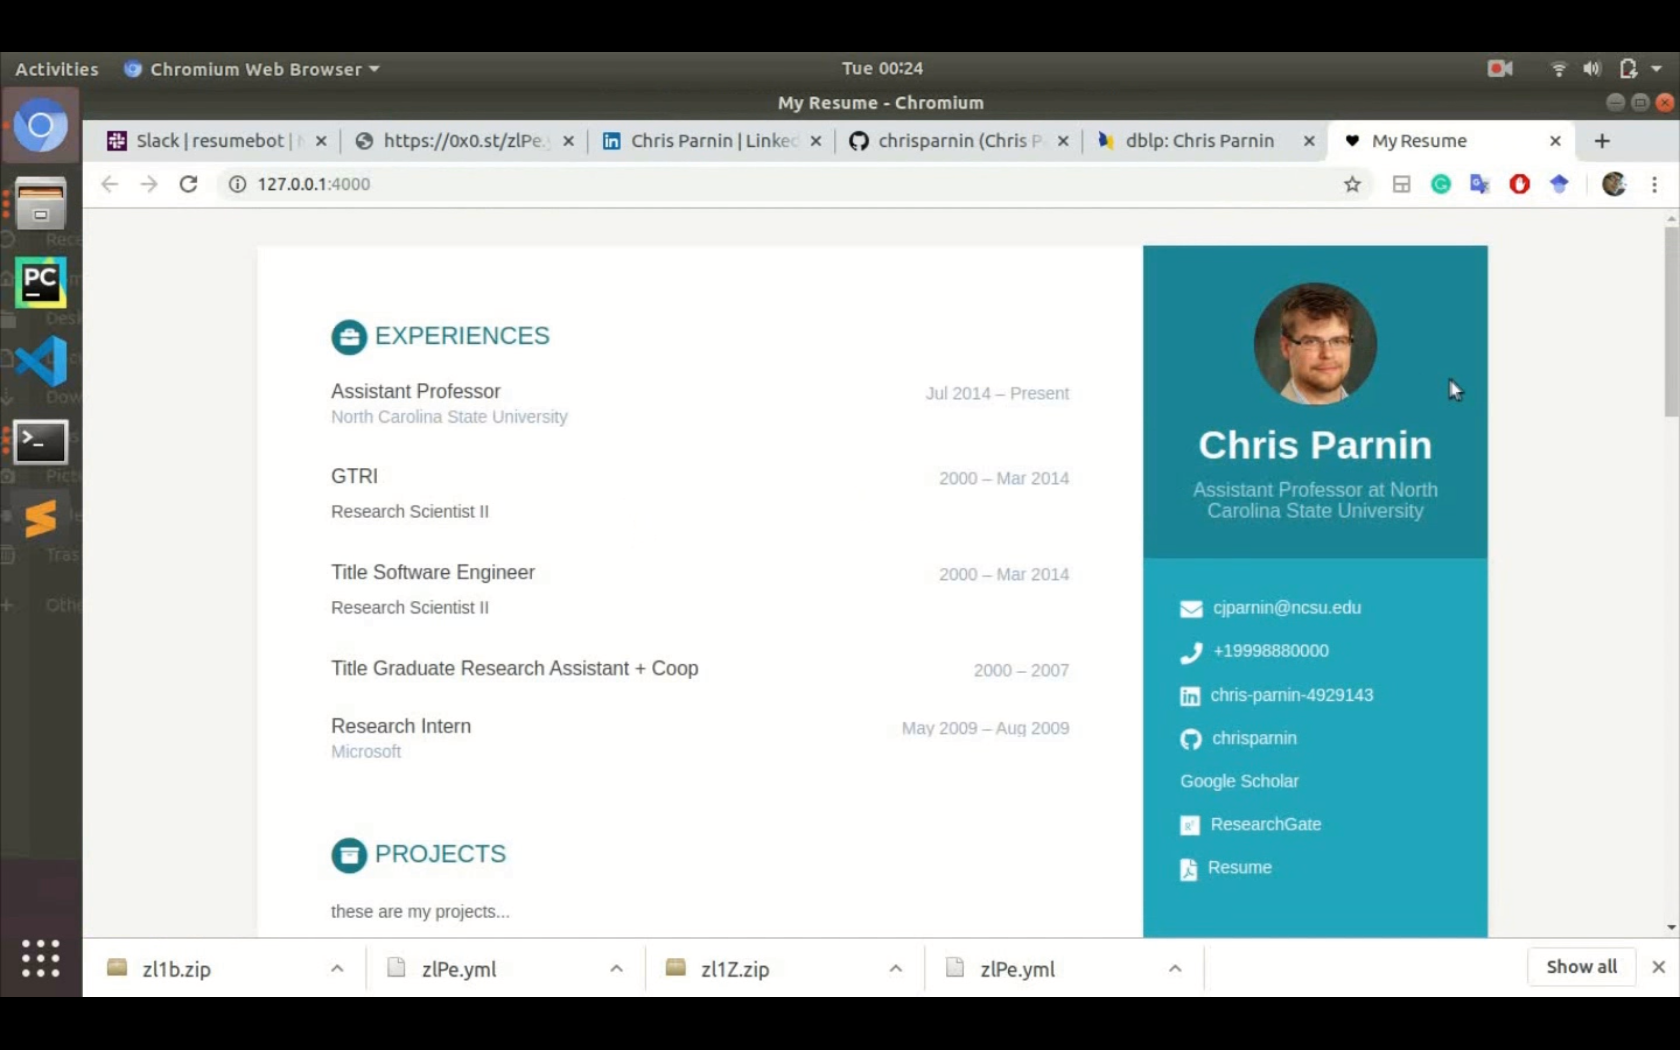 Activities
Chromium Web Browser
Tue 00:24
My Resume - Chromium
Slack | resumebot |
https://0x0.st/zlPe.
Chris Parnin | Linke
chrisparnin (Chris P
dblp: Chris Parnin
My Resume
127.0.0.1:4000
EXPERIENCES
Assistant Professor
Jul 2014 – Present
North Carolina State University
GTRI
2000 – Mar 2014
Research Scientist II
Title Software Engineer
2000 – Mar 2014
Research Scientist II
Title Graduate Research Assistant + Coop
2000 – 2007
Research Intern
May 2009 – Aug 2009
Microsoft
PROJECTS
these are my projects...
Chris Parnin
Assistant Professor at North
Carolina State University
cjparnin@ncsu.edu
+19998880000
chris-parnin-4929143
chrisparnin
Google Scholar
ResearchGate
Resume
PC
zl1b.zip
zlPe.yml
zl1Z.zip
zlPe.yml
Show all